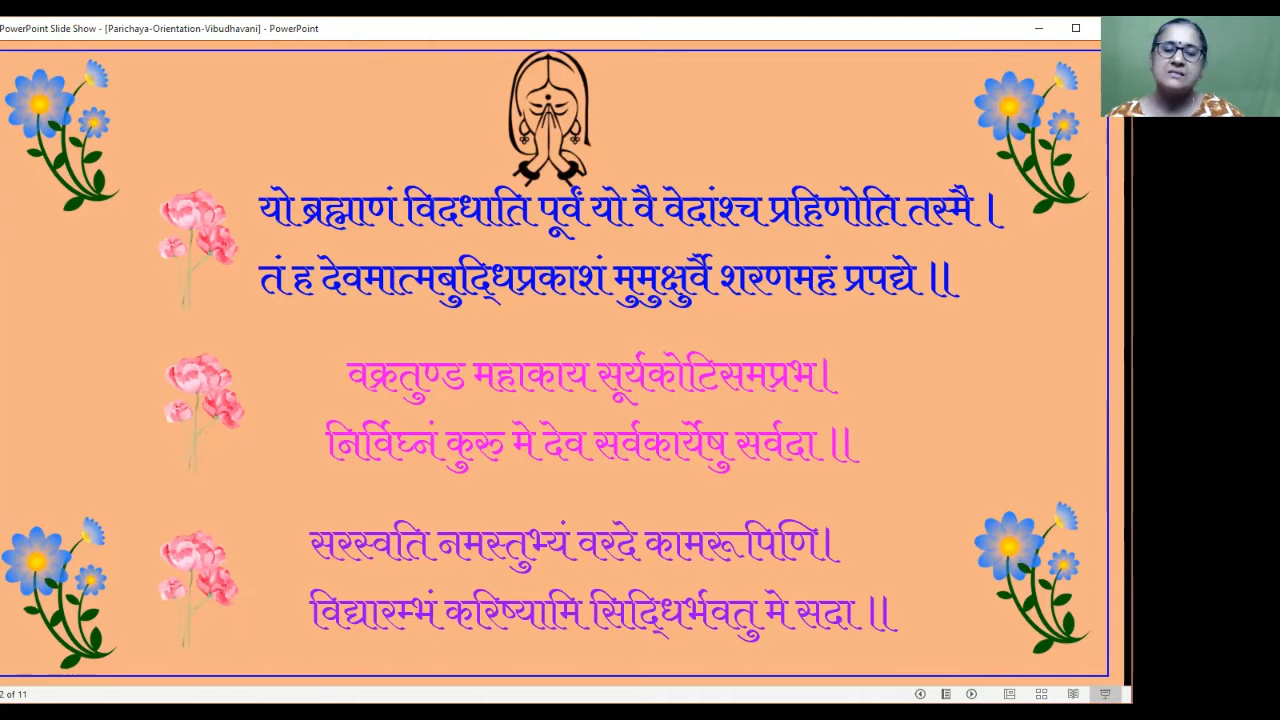 PowerPoint Slide Show - [Parichaya-Orientation-Vibudhavani] - PowerPoint
यो ब्रह्माणं विदधाति पूर्वं यो वै वेदांश्च प्रहिणोति तस्मै ।
तं ह देवमात्मबुद्धिप्रकाशं मुमुक्षुर्वै शरणमहं प्रपद्ये ॥
वक्रतुण्ड महाकाय सूर्यकोटिसमप्रभ।
निर्विघ्नं कुरु मे देव सर्वकार्येषु सर्वदा ॥
सरस्वति नमस्तुभ्यं वरदे कामरूपिणि।
विद्यारम्भं करिष्यामि सिद्धिर्भवतु मे सदा ॥
2 of 11